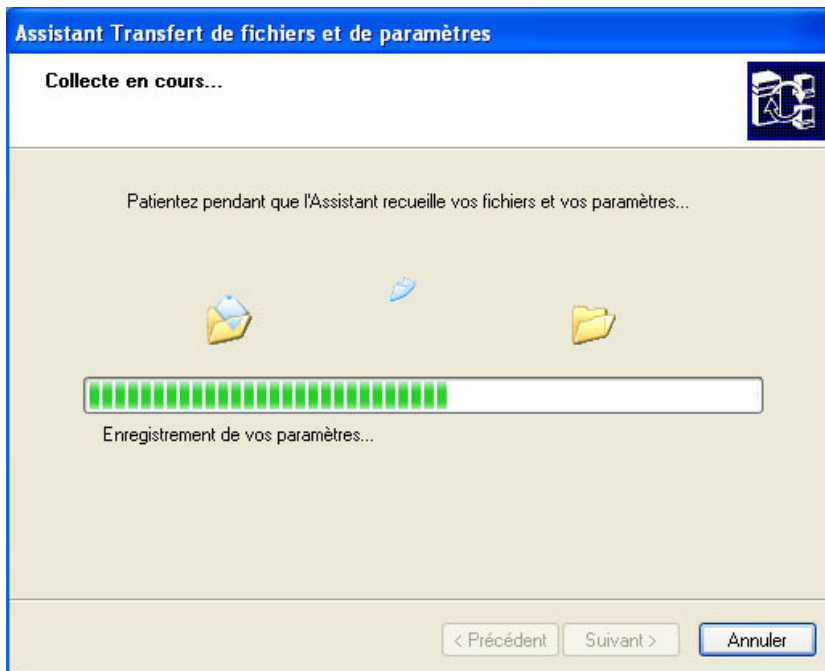 Assistant Transfert de fichiers et de paramètres
Collecte en cours...
Patientez pendant que l'Assistant recueille vos fichiers et vos paramètres...
Enregistrement de vos paramètres...
< Précédent
Suivant >
Annuler